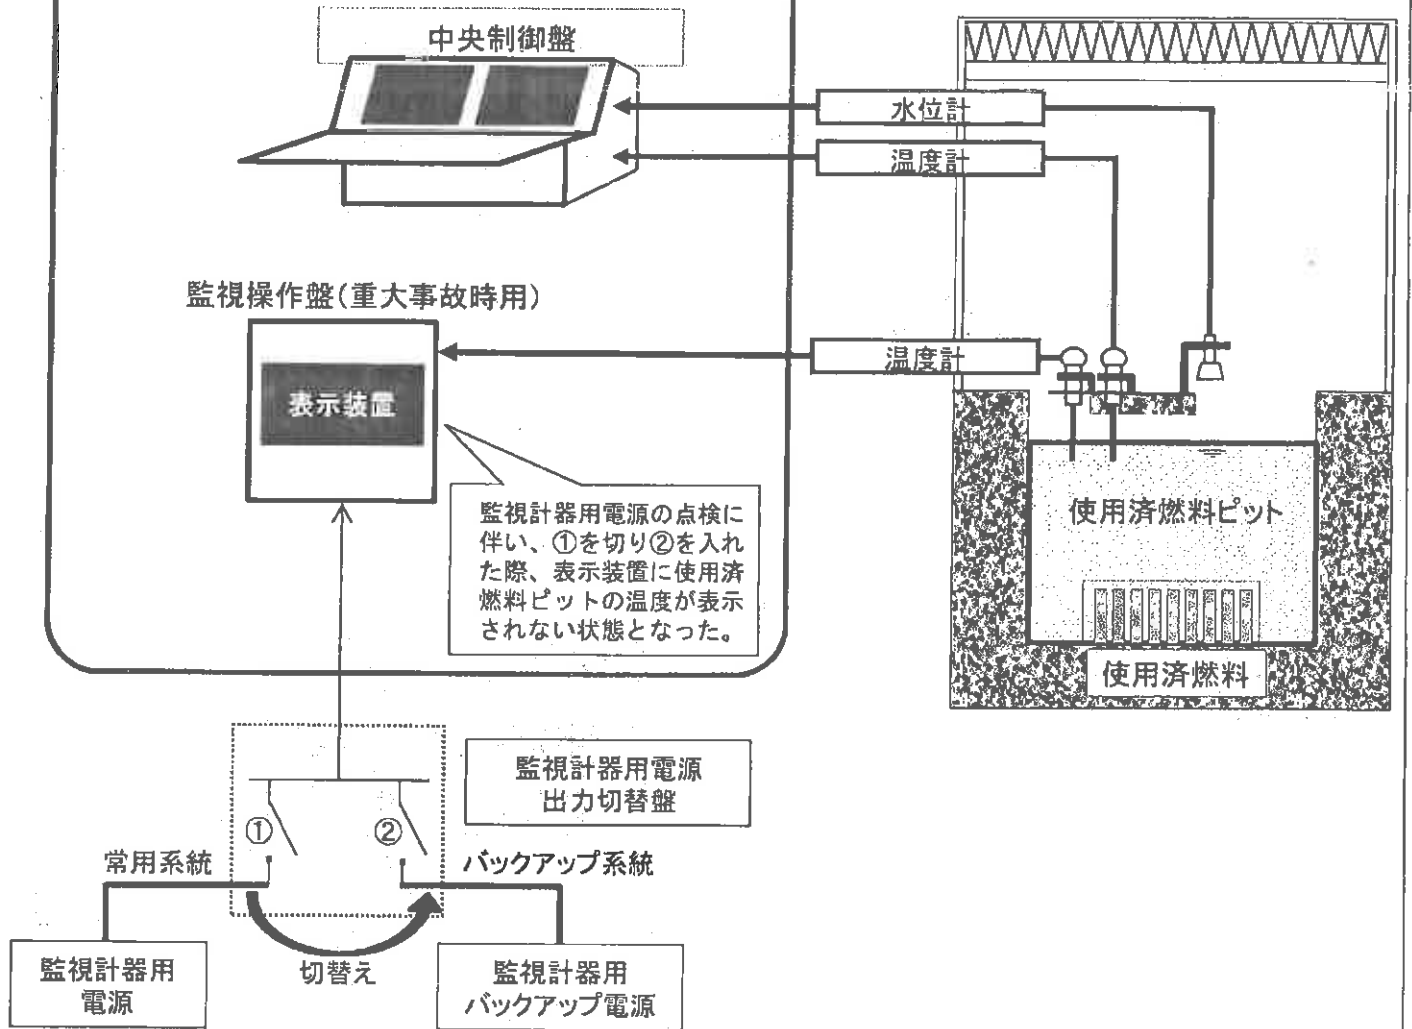 中央制御盤
水位計
温度計
監視操作盤(重大事故時用)
温度計
表示装置
監視計器用電源の点検に
伴い、①を切り②を入れ
た際、表示装置に使用済
燃料ピットの温度が表示
されない状態となった。
使用済燃料ピット
使用済燃料
監視計器用電源
出力切替盤
①
②
常用系統
バックアップ系統
監視計器用
電源
切替え
監視計器用
バックアップ電源